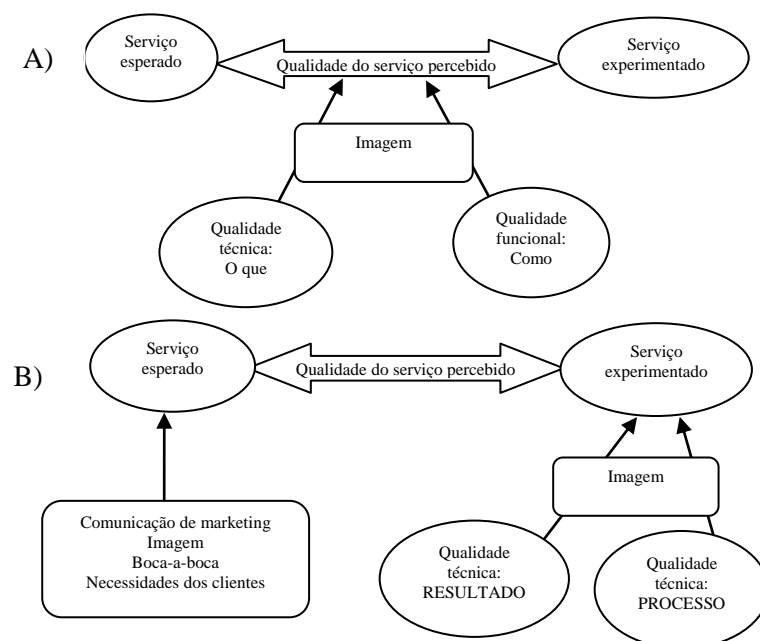 A)
Serviço
esperado
Qualidade do serviço percebido
Serviço
experimentado
Imagem
Qualidade
técnica:
O que
Qualidade
funcional:
Como
B)
Serviço
esperado
Qualidade do serviço percebido
Serviço
experimentado
Imagem
Comunicação de marketing
Imagem
Boca-a-boca
Necessidades dos clientes
Qualidade
técnica:
RESULTADO
Qualidade
técnica:
PROCESSO